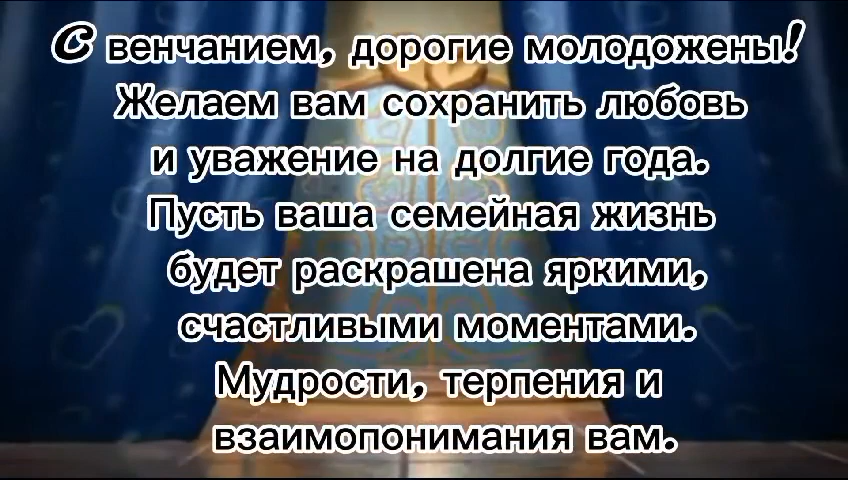 С венчанием, дорогие молодожены!
Желаем вам сохранить любовь
и уважение на долгие года.
Пусть ваша семейная жизнь
будет раскрашена яркими,
счастливыми моментами.
Мудрости, терпения и
взаимопонимания вам.